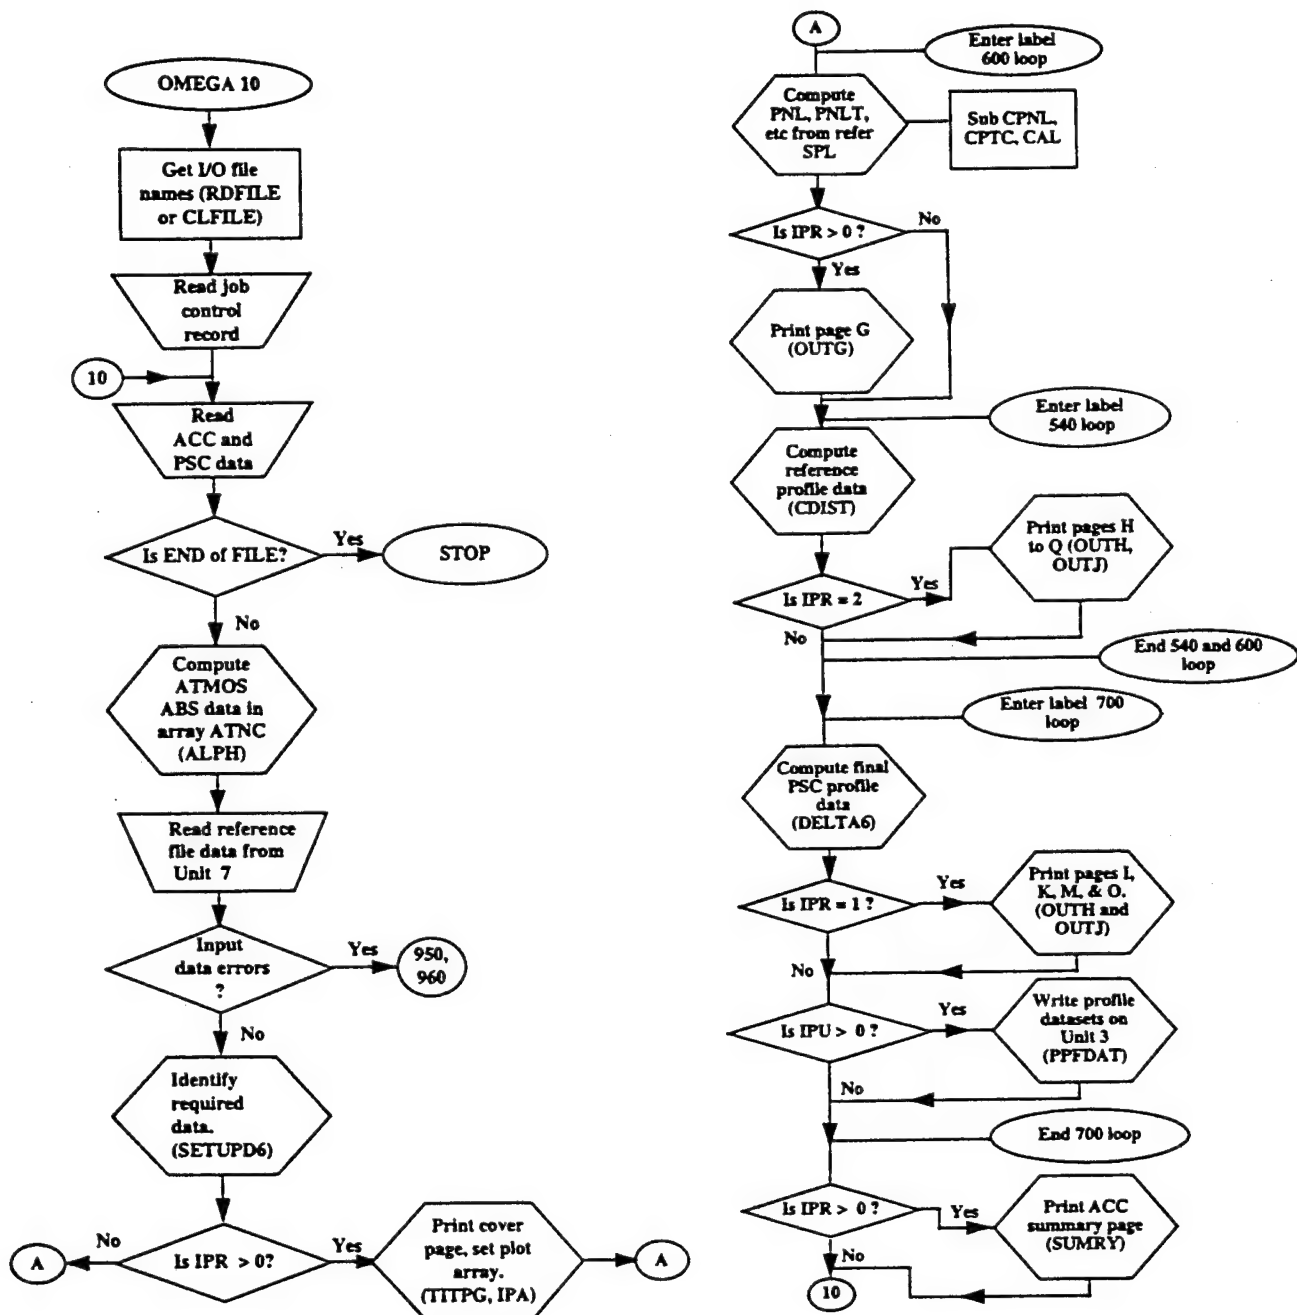 OMEGA 10
Get I/O file
names (RDFILE
or CLFILE)
Read job
control
record
10
Read
ACC and
PSC data
Is END of FILE?
Yes
STOP
No
Compute
ATMOS
ABS data in
array ATNC
(ALPH)
Read reference
file data from
Unit 7
Input
data errors
?
Yes
950,
960
No
Identify
required
data.
(SETUPD6)
Is IPR > 0?
No
A
Yes
Print cover
page, set plot
array.
(TTTPG, IPA)
A
A
Enter label
600 loop
Compute
PNL, PNLT,
etc from refer
SPL
Sub CPNL,
CPTC, CAL
Is IPR > 0 ?
No
Yes
Print page G
(OUTG)
Enter label
540 loop
Compute
reference
profile data
(CDIST)
Print pages H
to Q (OUTH,
OUTJ)
Is IPR = 2
Yes
No
End 540 and 600
loop
Enter label 700
loop
Compute final
PSC profile
data
(DELTA6)
Is IPR = 1 ?
Yes
Print pages I,
K, M, & O.
(OUTH and
OUTJ)
No
Is IPU > 0 ?
Yes
Write profile
datasets on
Unit 3
(PPFDAT)
No
End 700 loop
Is IPR > 0 ?
Yes
Print ACC
summary page
(SUMRY)
No
10